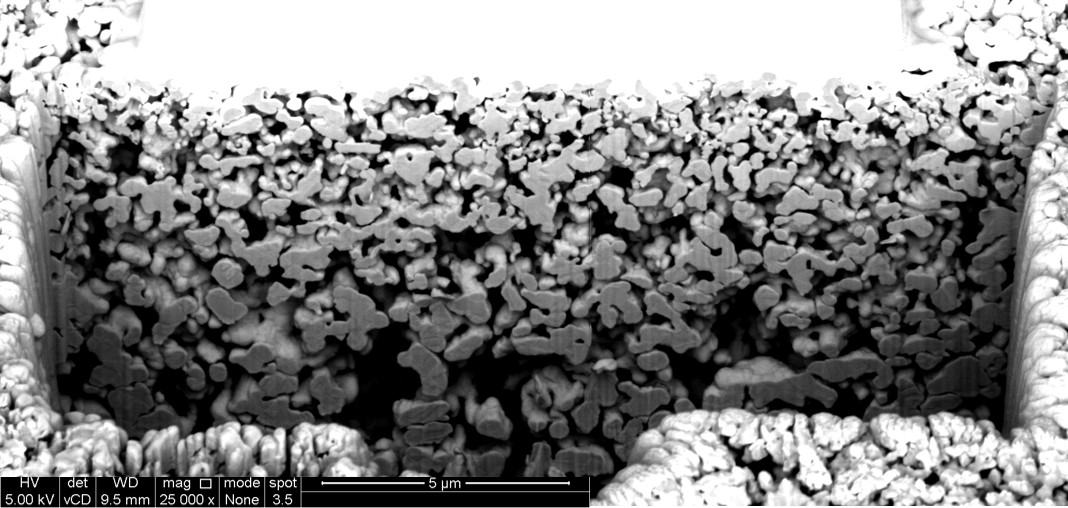 HV det WD mag □ mode spot
5.00 kV vCD 9.5 mm 25 000 x None 3.5
5 µm